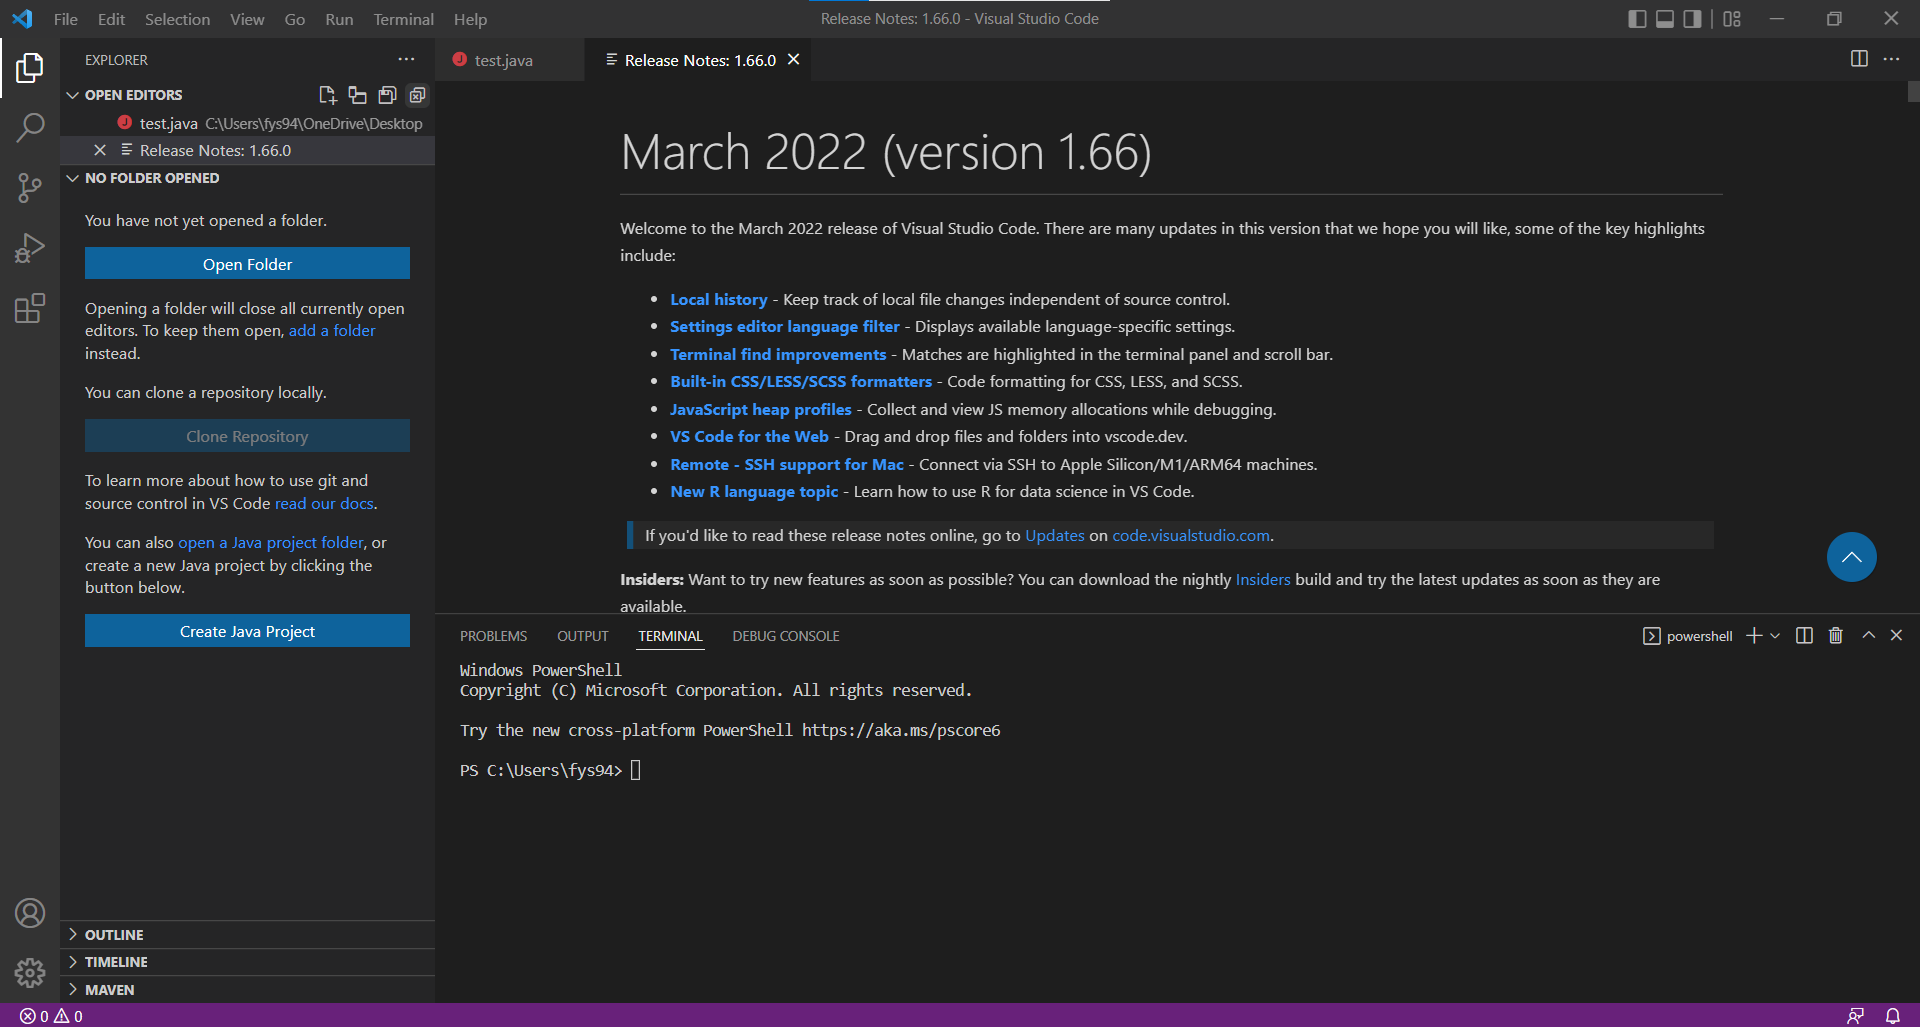 File Edit Selection View Go Run Terminal Help
Release Notes: 1.66.0 - Visual Studio Code
EXPLORER
OPEN EDITORS
test.java C:\Users\fys94\OneDrive\Desktop
Release Notes: 1.66.0
NO FOLDER OPENED
You have not yet opened a folder.
Open Folder
Opening a folder will close all currently open
editors. To keep them open, add a folder
instead.
You can clone a repository locally.
Clone Repository
To learn more about how to use git and
source control in VS Code read our docs.
You can also open a Java project folder, or
create a new Java project by clicking the
button below.
Create Java Project
OUTLINE
TIMELINE
MAVEN
test.java
Release Notes: 1.66.0
March 2022 (version 1.66)
Welcome to the March 2022 release of Visual Studio Code. There are many updates in this version that we hope you will like, some of the key highlights
include:
• Local history - Keep track of local file changes independent of source control.
• Settings editor language filter - Displays available language-specific settings.
• Terminal find improvements - Matches are highlighted in the terminal panel and scroll bar.
• Built-in CSS/LESS/SCSS formatters - Code formatting for CSS, LESS, and SCSS.
• JavaScript heap profiles - Collect and view JS memory allocations while debugging.
• VS Code for the Web - Drag and drop files and folders into vscode.dev.
• Remote - SSH support for Mac - Connect via SSH to Apple Silicon/M1/ARM64 machines.
• New R language topic - Learn how to use R for data science in VS Code.
If you'd like to read these release notes online, go to Updates on code.visualstudio.com.
Insiders: Want to try new features as soon as possible? You can download the nightly Insiders build and try the latest updates as soon as they are
available.
PROBLEMS OUTPUT TERMINAL DEBUG CONSOLE
powershell
Windows PowerShell
Copyright (C) Microsoft Corporation. All rights reserved.
Try the new cross-platform PowerShell https://aka.ms/pscore6
PS C:\Users\fys94>
0 0